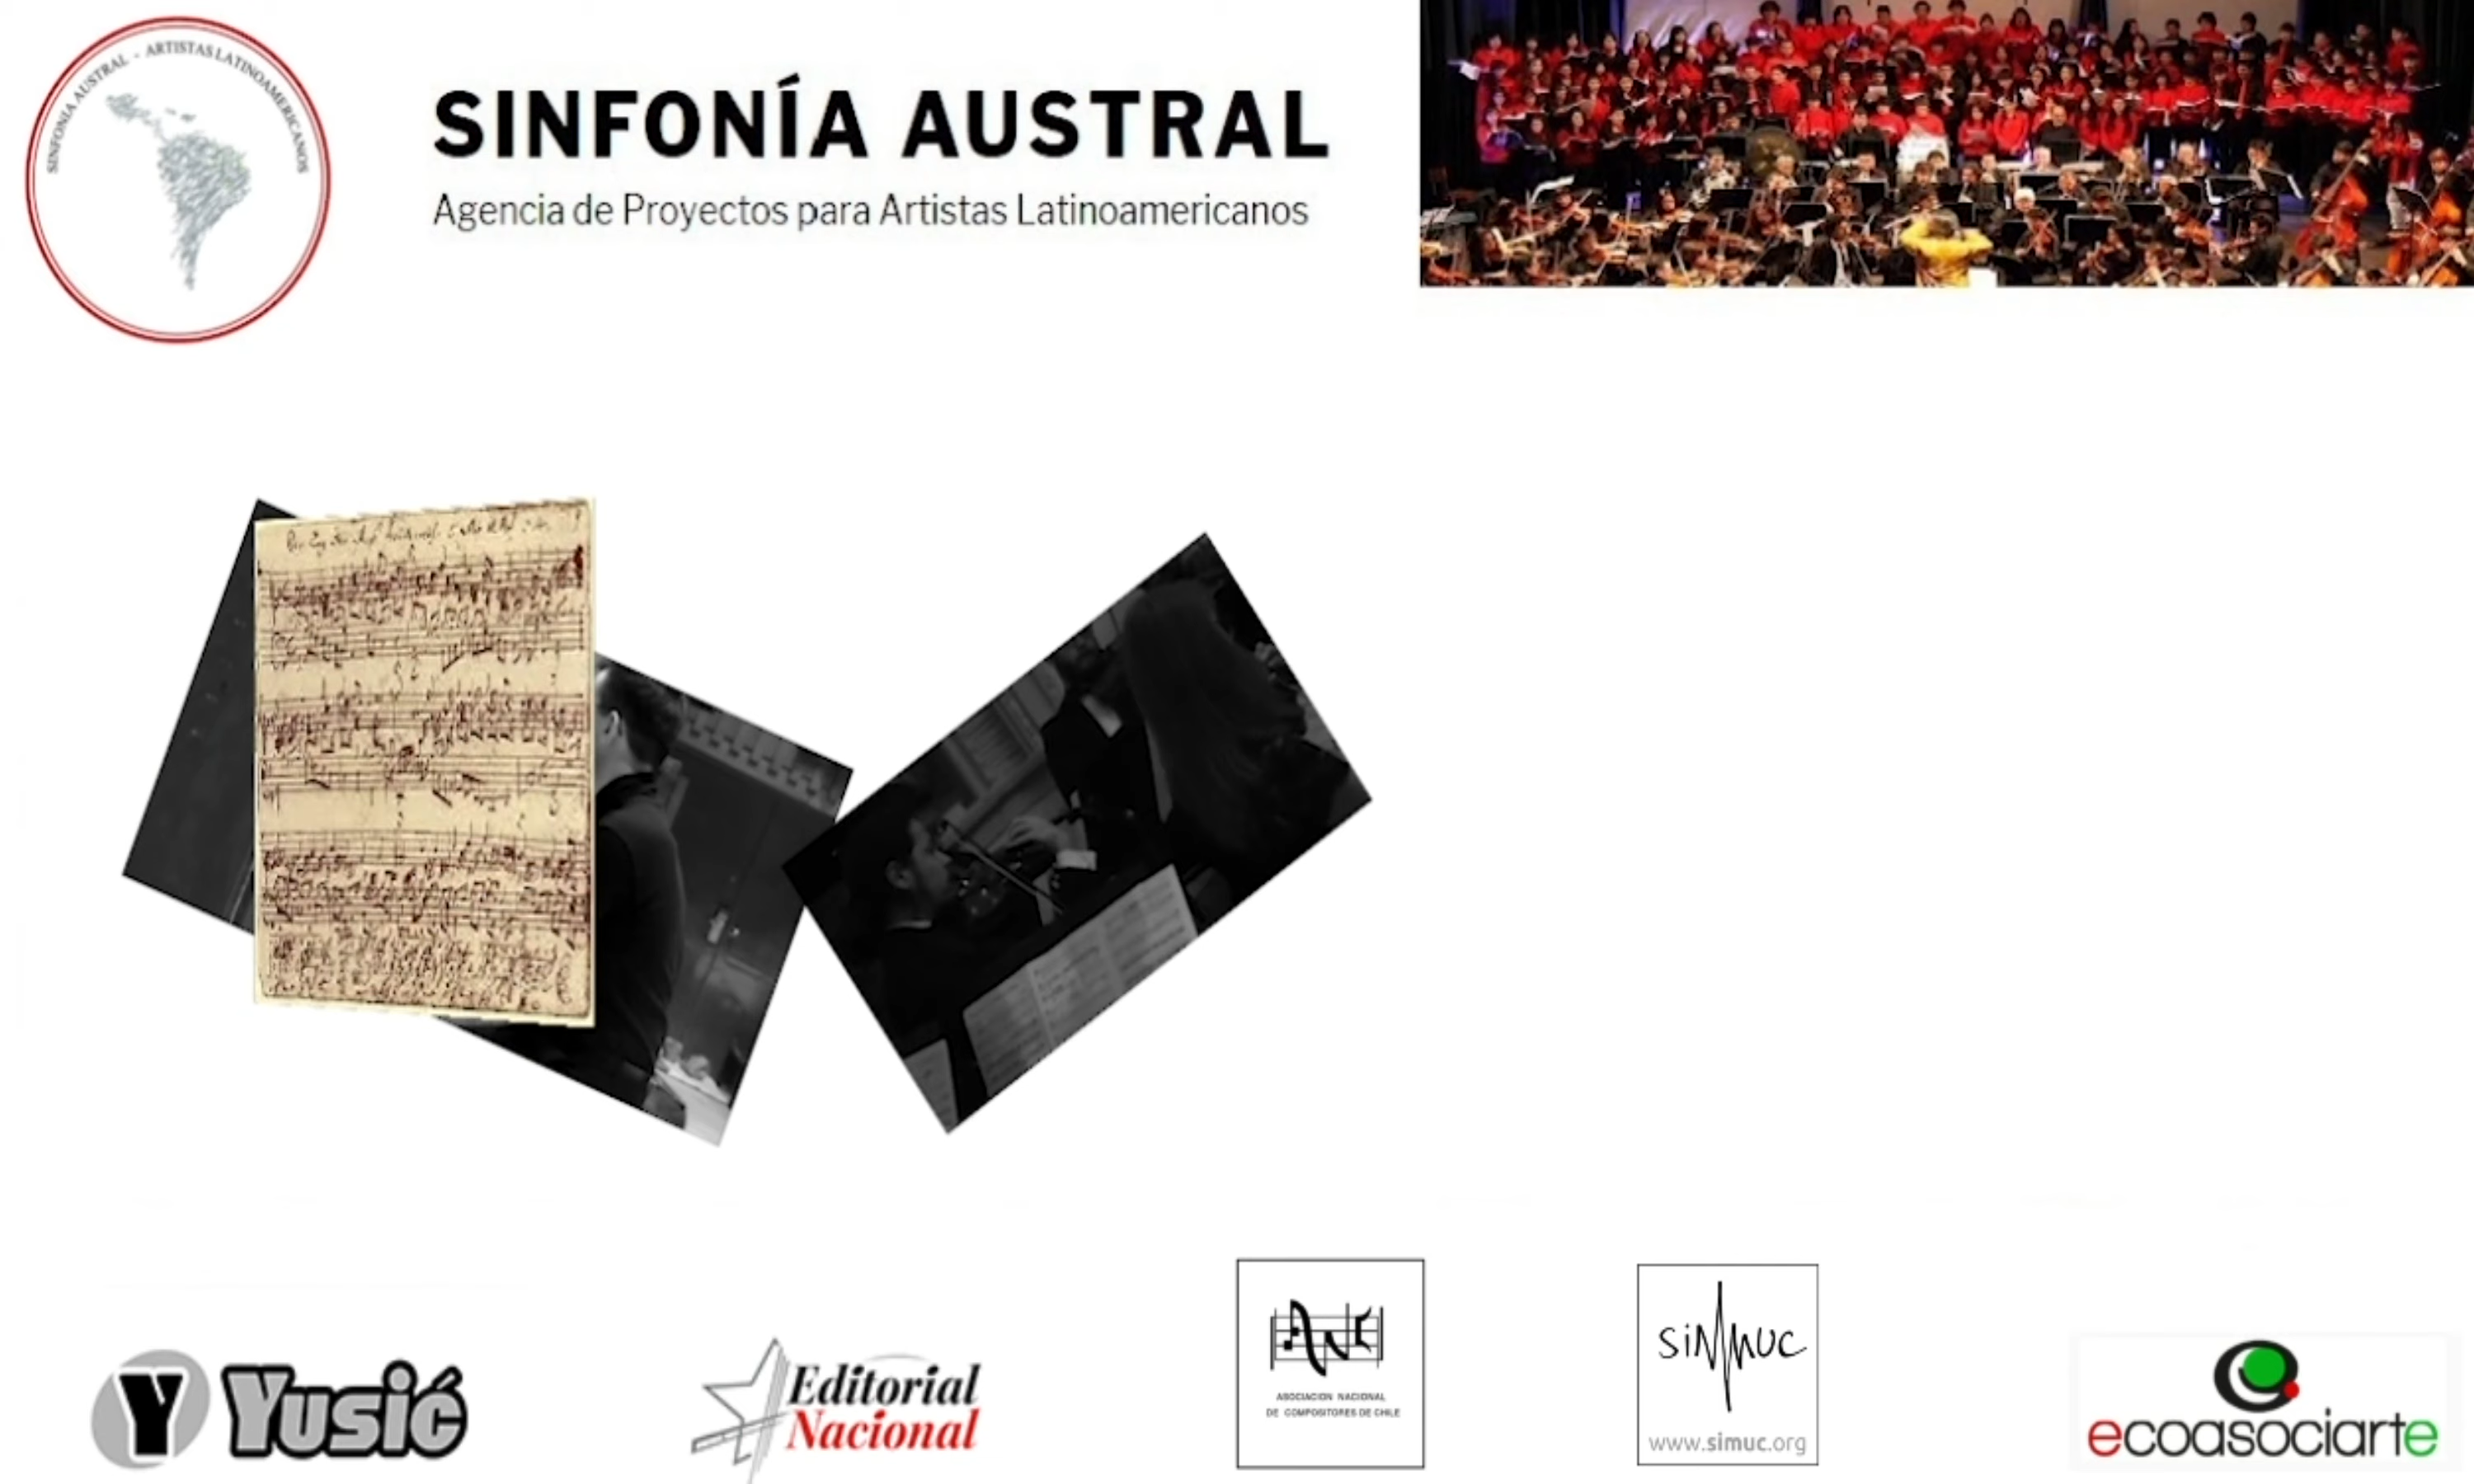 SINFONÍA AUSTRAL - ARTISTAS LATINOAMERICANOS
SINFONÍA AUSTRAL
Agencia de Proyectos para Artistas Latinoamericanos
Y Yusić
Editorial
Nacional
ANC
ASOCIACION NACIONAL
DE COMPOSITORES DE CHILE
SIMUC
www.simuc.org
ecoasociarte